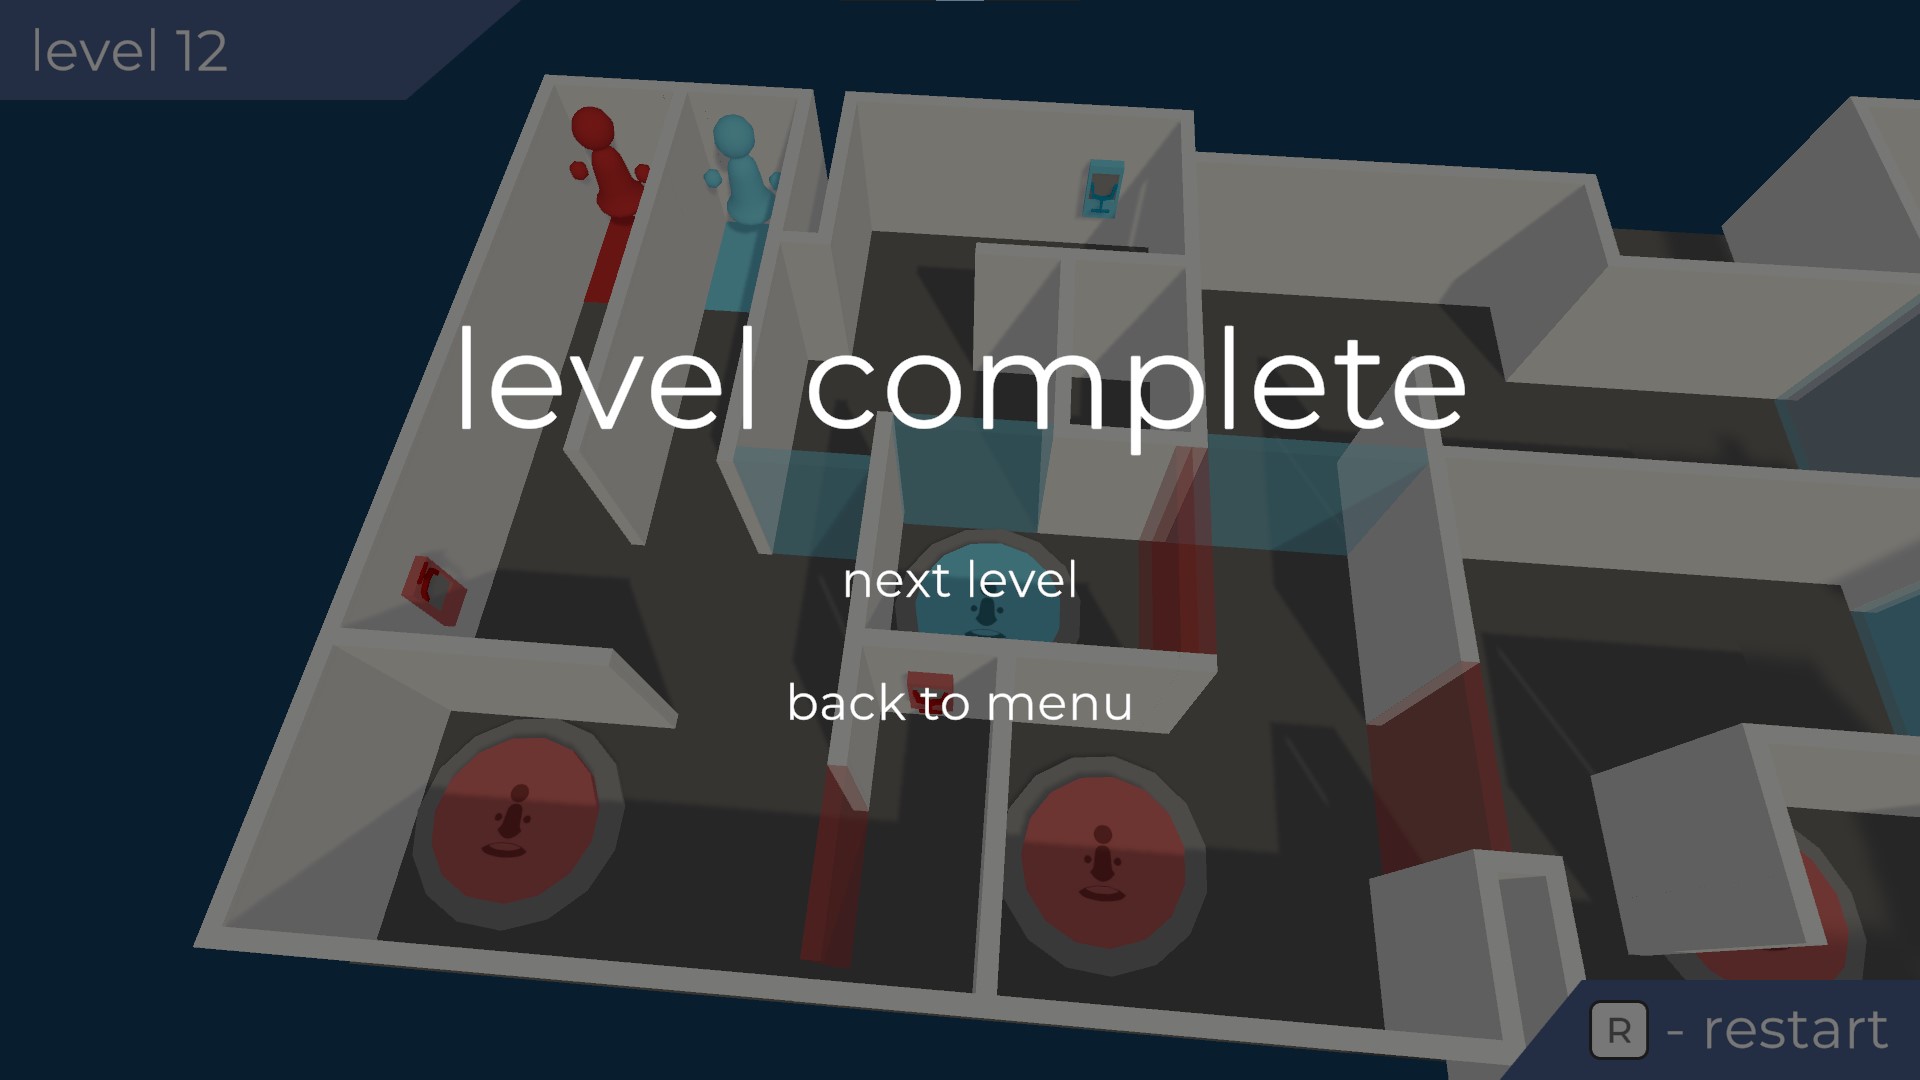 level 12
level complete
next level
back to menu
R - restart